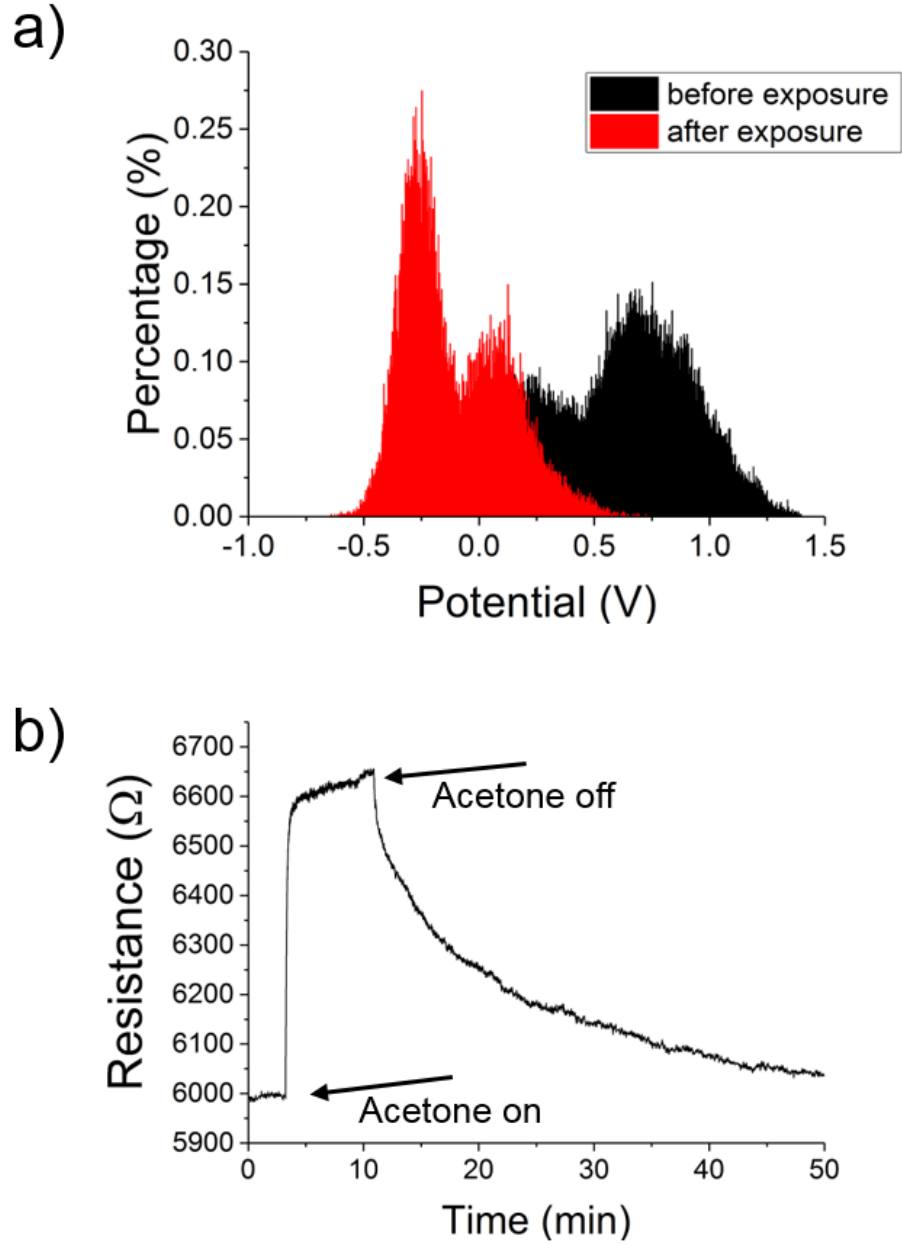 a)
0.30
0.25
0.20
0.15
0.10
0.05
0.00
Percentage (%)
before exposure
after exposure
-1.0 -0.5 0.0 0.5 1.0 1.5
Potential (V)
b)
6700
6600
6500
6400
6300
6200
6100
6000
5900
Resistance (Ω)
Acetone off
Acetone on
0 10 20 30 40 50
Time (min)